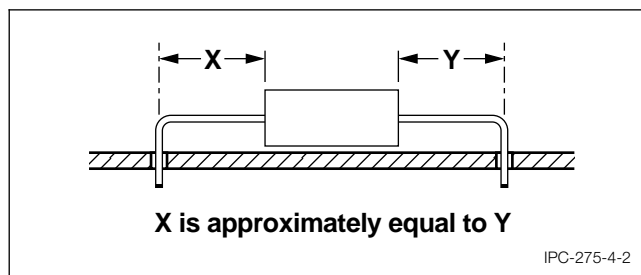 X Y
X is approximately equal to Y
IPC-275-4-2